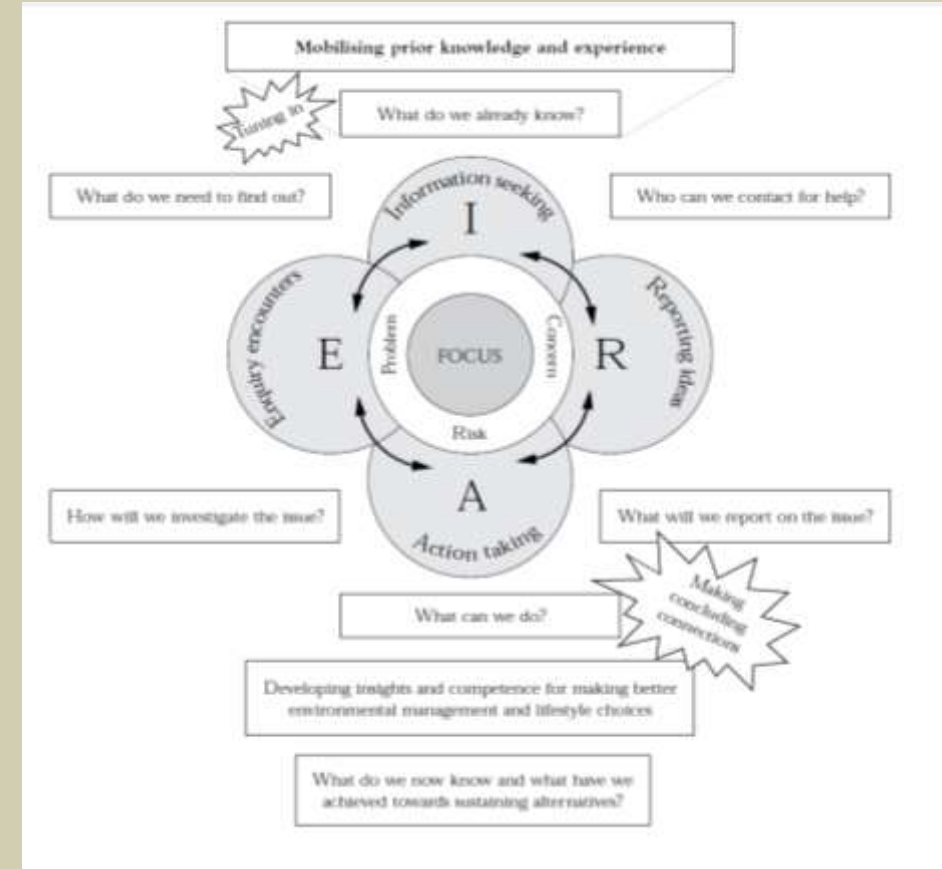 Mobilising prior knowledge and experience
Tuning in
What do we already know?
What do we need to find out?
Who can we contact for help?
Information seeking
I
Enquiry encounters
E
Problem
FOCUS
Concern
R
Reporting ideas
Risk
A
Action taking
How will we investigate the issue?
What will we report on the issue?
Making
concluding
connections
What can we do?
Developing insights and competence for making better
environmental management and lifestyle choices
What do we now know and what have we
achieved towards sustaining alternatives?